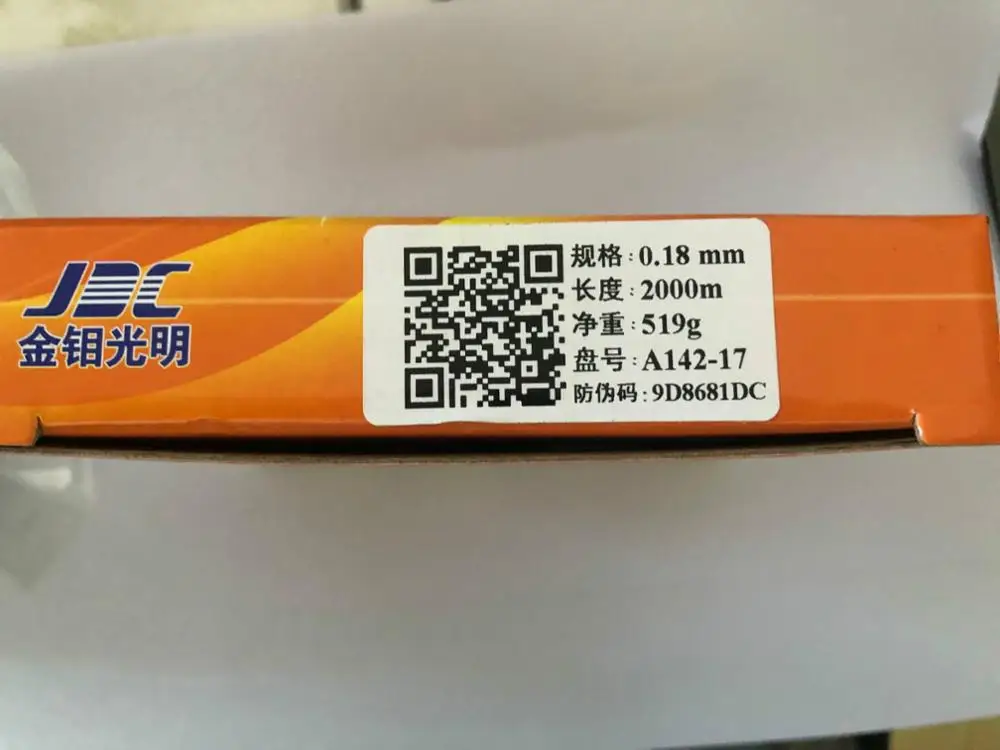 JDC
金钼光明
规格:0.18 mm
长度:2000m
净重:519g
盘号:A142-17
防伪码:9D8681DC